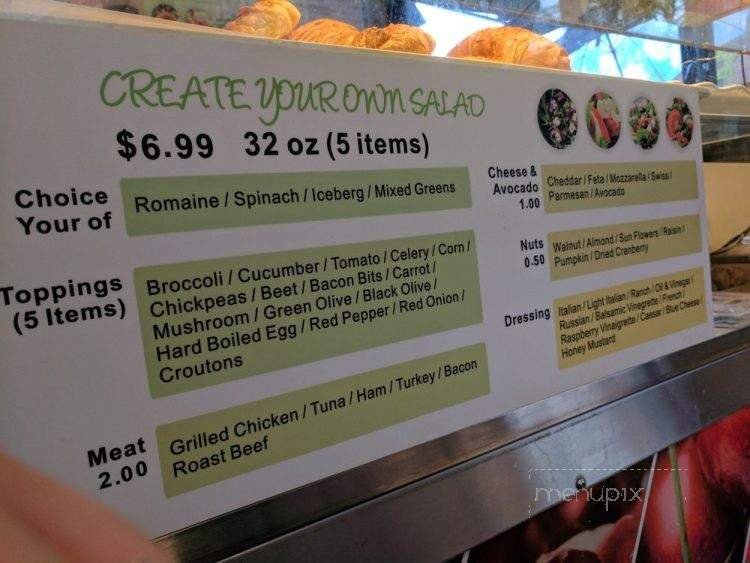 CREATE YOUR OWN SALAD
$6.99 32 oz (5 items)
Choice
Your of
Romaine / Spinach / Iceberg / Mixed Greens
Toppings
(5 Items)
Broccoli / Cucumber / Tomato / Celery / Corn /
Chickpeas / Beet / Bacon Bits / Carrot /
Mushroom / Green Olive / Black Olive /
Hard Boiled Egg / Red Pepper / Red Onion /
Croutons
Meat
2.00
Grilled Chicken / Tuna / Ham / Turkey / Bacon
Roast Beef
Cheese &
Avocado
1.00
Cheddar / Feta / Mozzarella / Swiss /
Parmesan / Avocado
Nuts
0.50
Walnut / Almond / Sun Flowers / Raisin /
Pumpkin / Dried Cranberry
Dressing
Italian / Light Italian / Ranch / Oil & Vinegar /
Russian / Balsamic Vinegrette / French /
Raspberry Vinaigrette / Caesar / Blue Cheese /
Honey Mustard
menupix